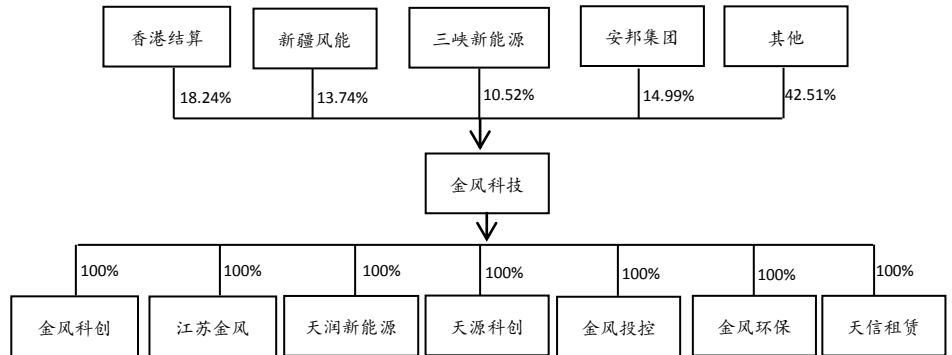 香港结算
新疆风能
三峡新能源
安邦集团
其他
18.24%
13.74%
10.52%
14.99%
42.51%
金风科技
100%
100%
100%
100%
100%
100%
100%
金风科创
江苏金风
天润新能源
天源科创
金风投控
金风环保
天信租赁